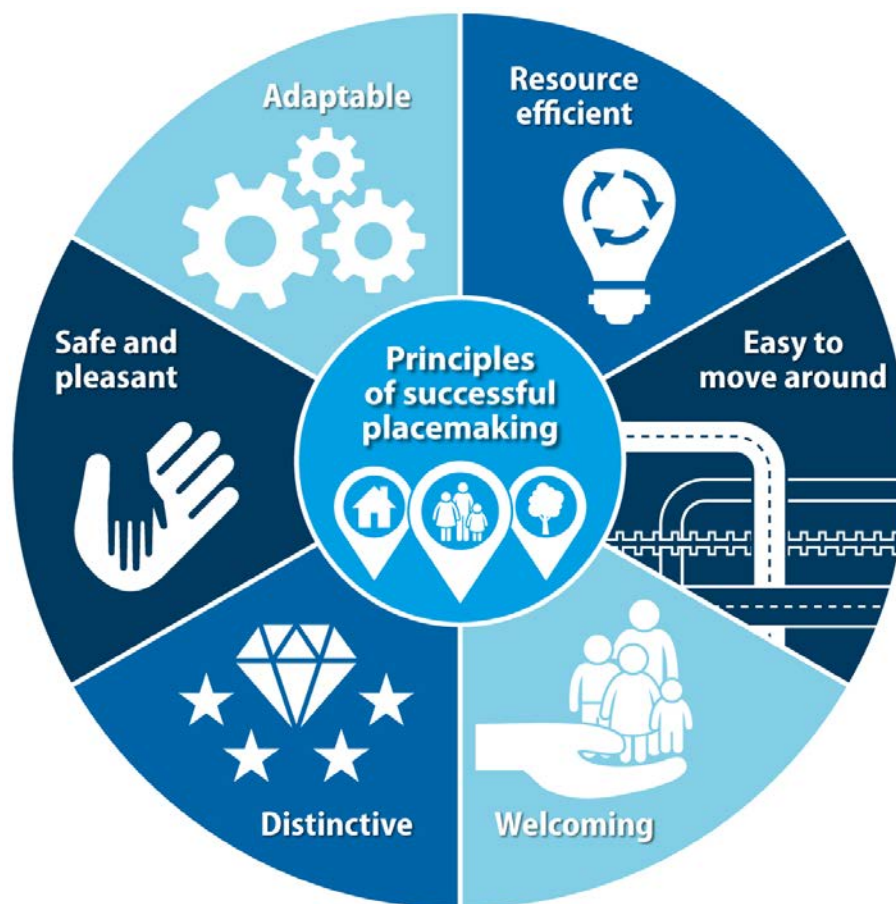 Adaptable
Resource
efficient
Safe and
pleasant
Principles
of successful
placemaking
Easy to
move around
Distinctive
Welcoming